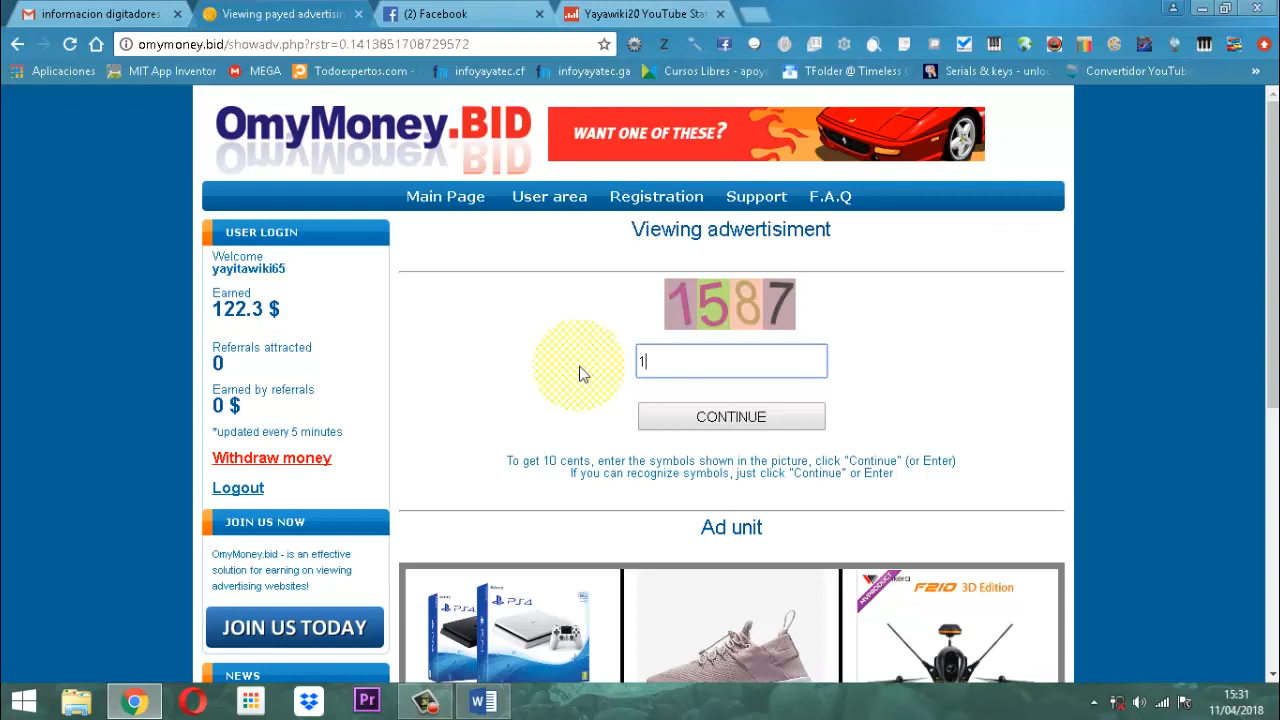 informacion digitadores
Viewing payed advertisin
(2) Facebook
Yayawiki20 YouTube Stat
omymoney.bid/showadv.php?rstr=0.1413851708729572
Aplicaciones
MIT App Inventor
MEGA
Todoexpertos.com -
infoyayatec.cf
infoyayatec.ga
Cursos Libres - apoy
TFolder @ Timeless
Serials & keys - unloc
Convertidor YouTube
OmyMoney.BID
WANT ONE OF THESE?
Main Page
User area
Registration
Support
F.A.Q
USER LOGIN
Welcome
yayitawiki65
Earned
122.3 $
Referrals attracted
0
Earned by referrals
0 $
*updated every 5 minutes
Withdraw money
Logout
JOIN US NOW
OmyMoney.bid - is an effective
solution for earning on viewing
advertising websites!
JOIN US TODAY
NEWS
Viewing adwertisiment
1587
1
CONTINUE
To get 10 cents, enter the symbols shown in the picture, click "Continue" (or Enter)
If you can recognize symbols, just click "Continue" or Enter
Ad unit
PS4
PS4
MVPRODUCT
F210 3D Edition
15:31
11/04/2018